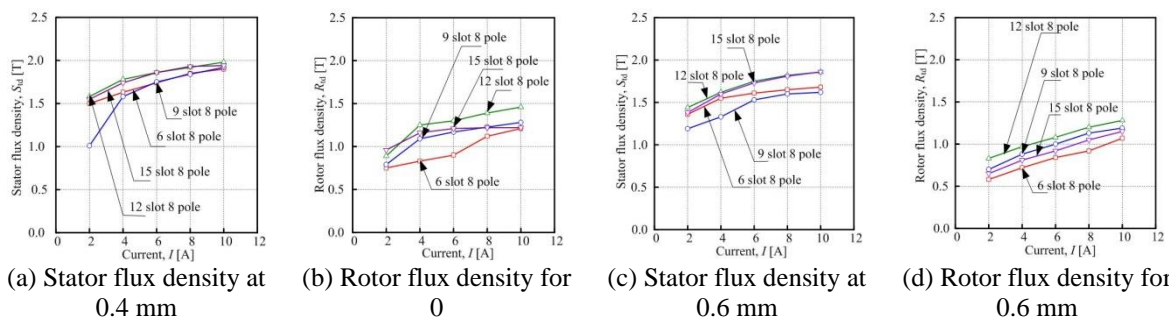 2.5
2.0
1.5
1.0
0.5
0.0
Stator flux density, Sfd [T]
0 2 4 6 8 10 12
Current, I [A]
9 slot 8 pole
6 slot 8 pole
15 slot 8 pole
12 slot 8 pole
(a) Stator flux density at
0.4 mm
2.5
2.0
1.5
1.0
0.5
0.0
Rotor flux density, Rfd [T]
0 2 4 6 8 10 12
Current, I [A]
9 slot 8 pole
15 slot 8 pole
12 slot 8 pole
6 slot 8 pole
(b) Rotor flux density for
0
2.5
2.0
1.5
1.0
0.5
0.0
Stator flux density, Sfd [T]
0 2 4 6 8 10 12
Current, I [A]
15 slot 8 pole
12 slot 8 pole
9 slot 8 pole
6 slot 8 pole
(c) Stator flux density at
0.6 mm
2.5
2.0
1.5
1.0
0.5
0.0
Rotor flux density, Rfd [T]
0 2 4 6 8 10 12
Current, I [A]
12 slot 8 pole
9 slot 8 pole
15 slot 8 pole
6 slot 8 pole
(d) Rotor flux density for
0.6 mm